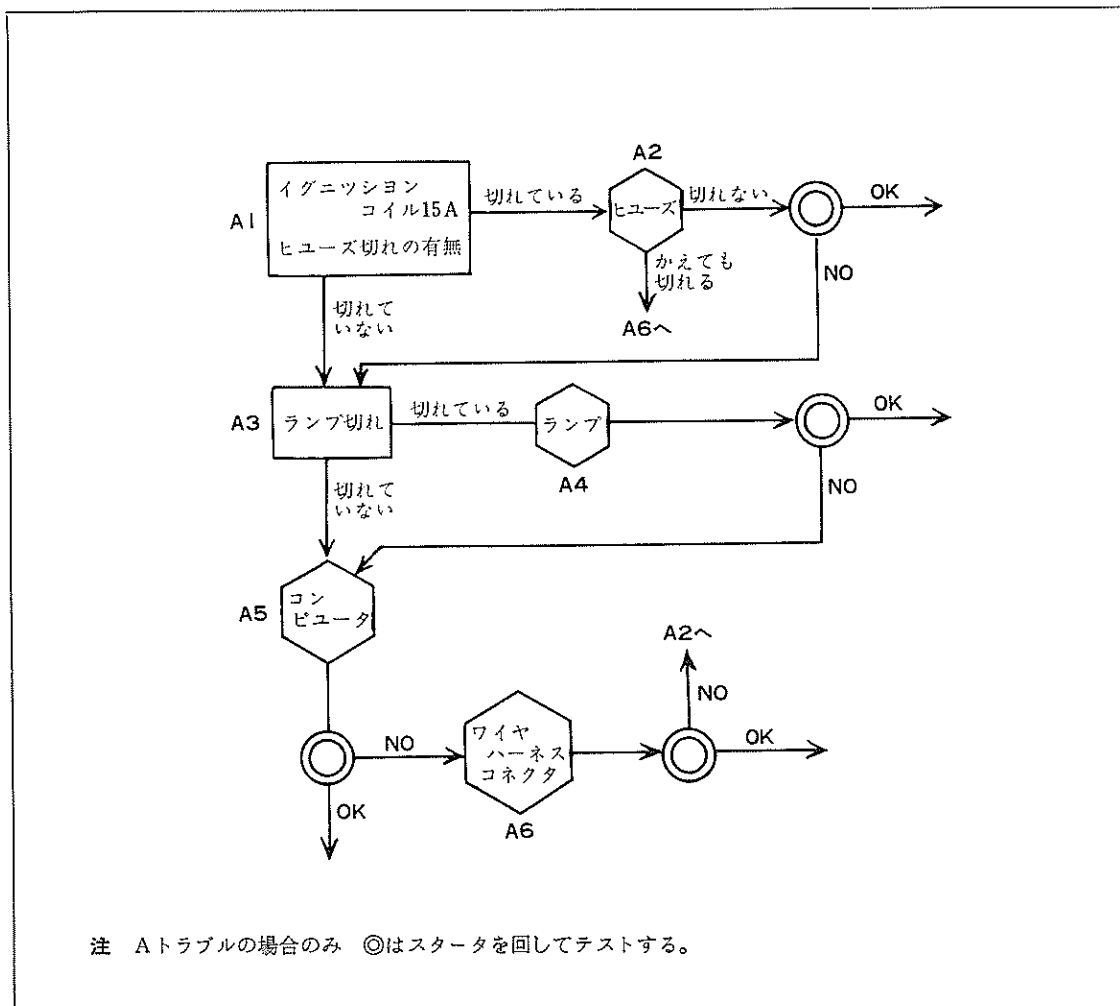 A2
イグニツシヨン
コイル15A
ヒユーズ切れの有無
A1
切れている
ヒユーズ
切れない
OK
かえても
切れる
NO
A6へ
切れて
いない
A3
ランプ切れ
切れている
ランプ
A4
OK
NO
切れて
いない
A5
コン
ピユータ
A2へ
NO
NO
ワイヤ
ハーネス
コネクタ
A6
OK
OK
注 Aトラブルの場合のみ ◎はスタータを回してテストする。